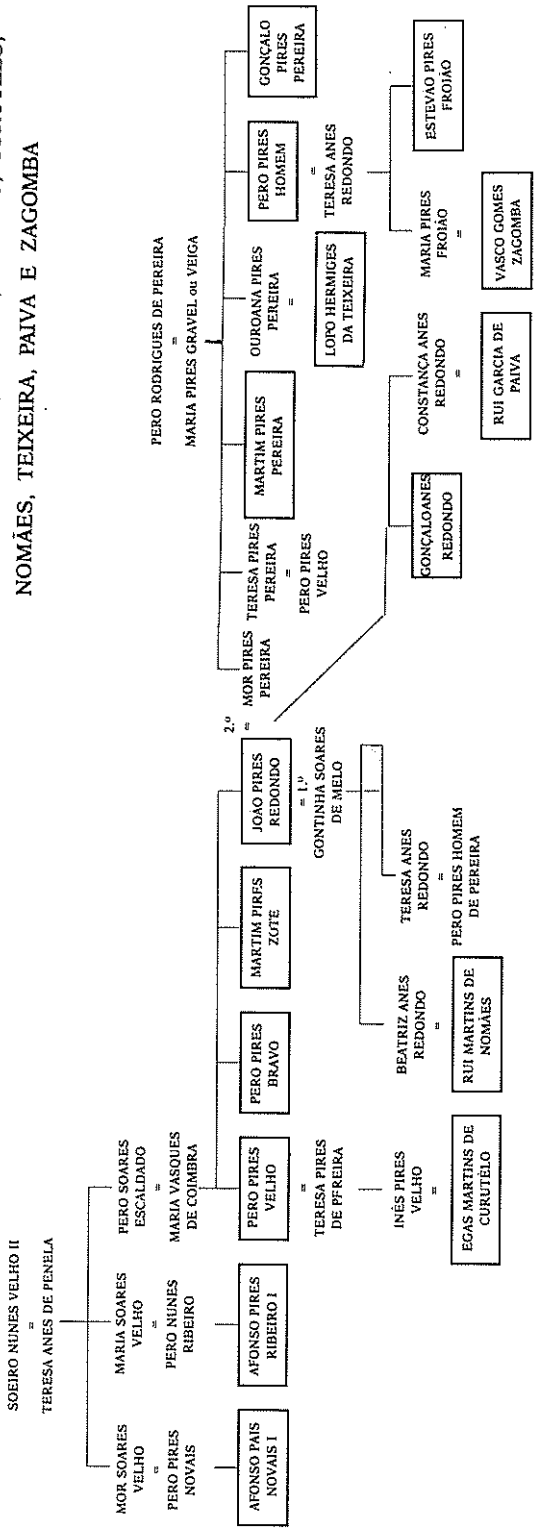 NOMÃES, TEIXEIRA, PAIVA E ZAGOMBA
SOEIRO NUNES VELHO II
=
TERESA ANES DE PENELA
MOR SOARES
VELHO
=
PERO PIRES
NOVAIS
AFONSO PAIS
NOVAIS I
MARIA SOARES
VELHO
=
PERO NUNES
RIBEIRO
AFONSO PIRES
RIBEIRO I
PERO SOARES
ESCALDADO
=
MARIA VASQUES
DE COIMBRA
PERO PIRES
VELHO
=
TERESA PIRES
DE PFREIRA
INÊS PIRES
VELHO
=
EGAS MARTINS DE
CURUTÊLO
PERO PIRES
BRAVO
MARTIM PIRES
ZOTE
JOÃO PIRES
REDONDO
= 1.º
GONTINHA SOARES
DE MELO
BEATRIZ ANES
REDONDO
=
RUI MARTINS DE
NOMÃES
TERESA ANES
REDONDO
=
PERO PIRES HOMEM
DE PEREIRA
2.º
=
PERO RODRIGUES DE PEREIRA
=
MARIA PIRES GRAVEL ou VEIGA
MOR PIRES
PEREIRA
TERESA PIRES
PEREIRA
=
PERO PIRES
VELHO
MARTIM PIRES
PEREIRA
OUROANA PIRES
PEREIRA
=
LOPO HERMIGES
DA TEIXEIRA
PERO PIRES
HOMEM
=
TERESA ANES
REDONDO
GONÇALO
PIRES
PEREIRA
GONÇALOANES
REDONDO
CONSTANÇA ANES
REDONDO
=
RUI GARCIA DE
PAIVA
MARIA PIRES
FROIÃO
=
VASCO GOMES
ZAGOMBA
ESTEVÃO PIRES
FROIÃO